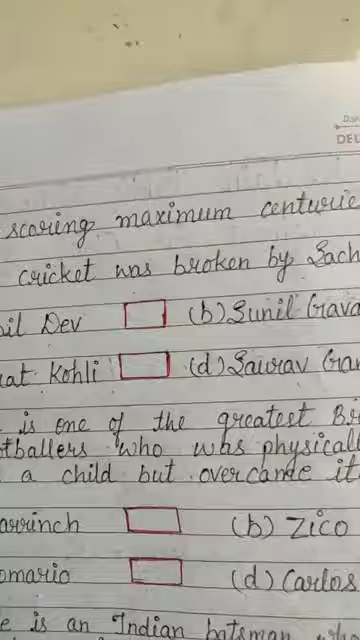 DEL
scoring maximum centurie
cricket was broken by Sach
il Dev (b) Sunil Gava
at Kohli (d) Saurav Gan
is one of the greatest Br
tballers who was physicall
a child but overcame it
arrinch (b) Zico
omario (d) Carlos
e is an Indian batsman